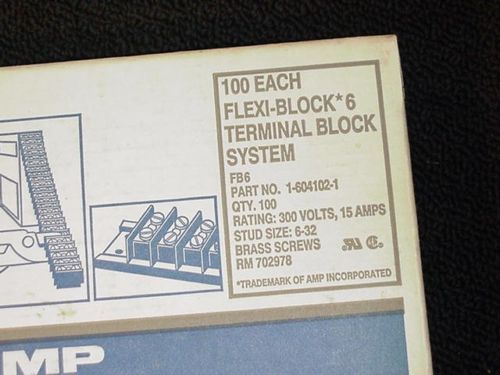 100 EACH
FLEXI-BLOCK*6
TERMINAL BLOCK
SYSTEM
FB6
PART NO. 1-604102-1
QTY. 100
RATING: 300 VOLTS, 15 AMPS
STUD SIZE: 6-32
BRASS SCREWS
RM 702978
*TRADEMARK OF AMP INCORPORATED
MP